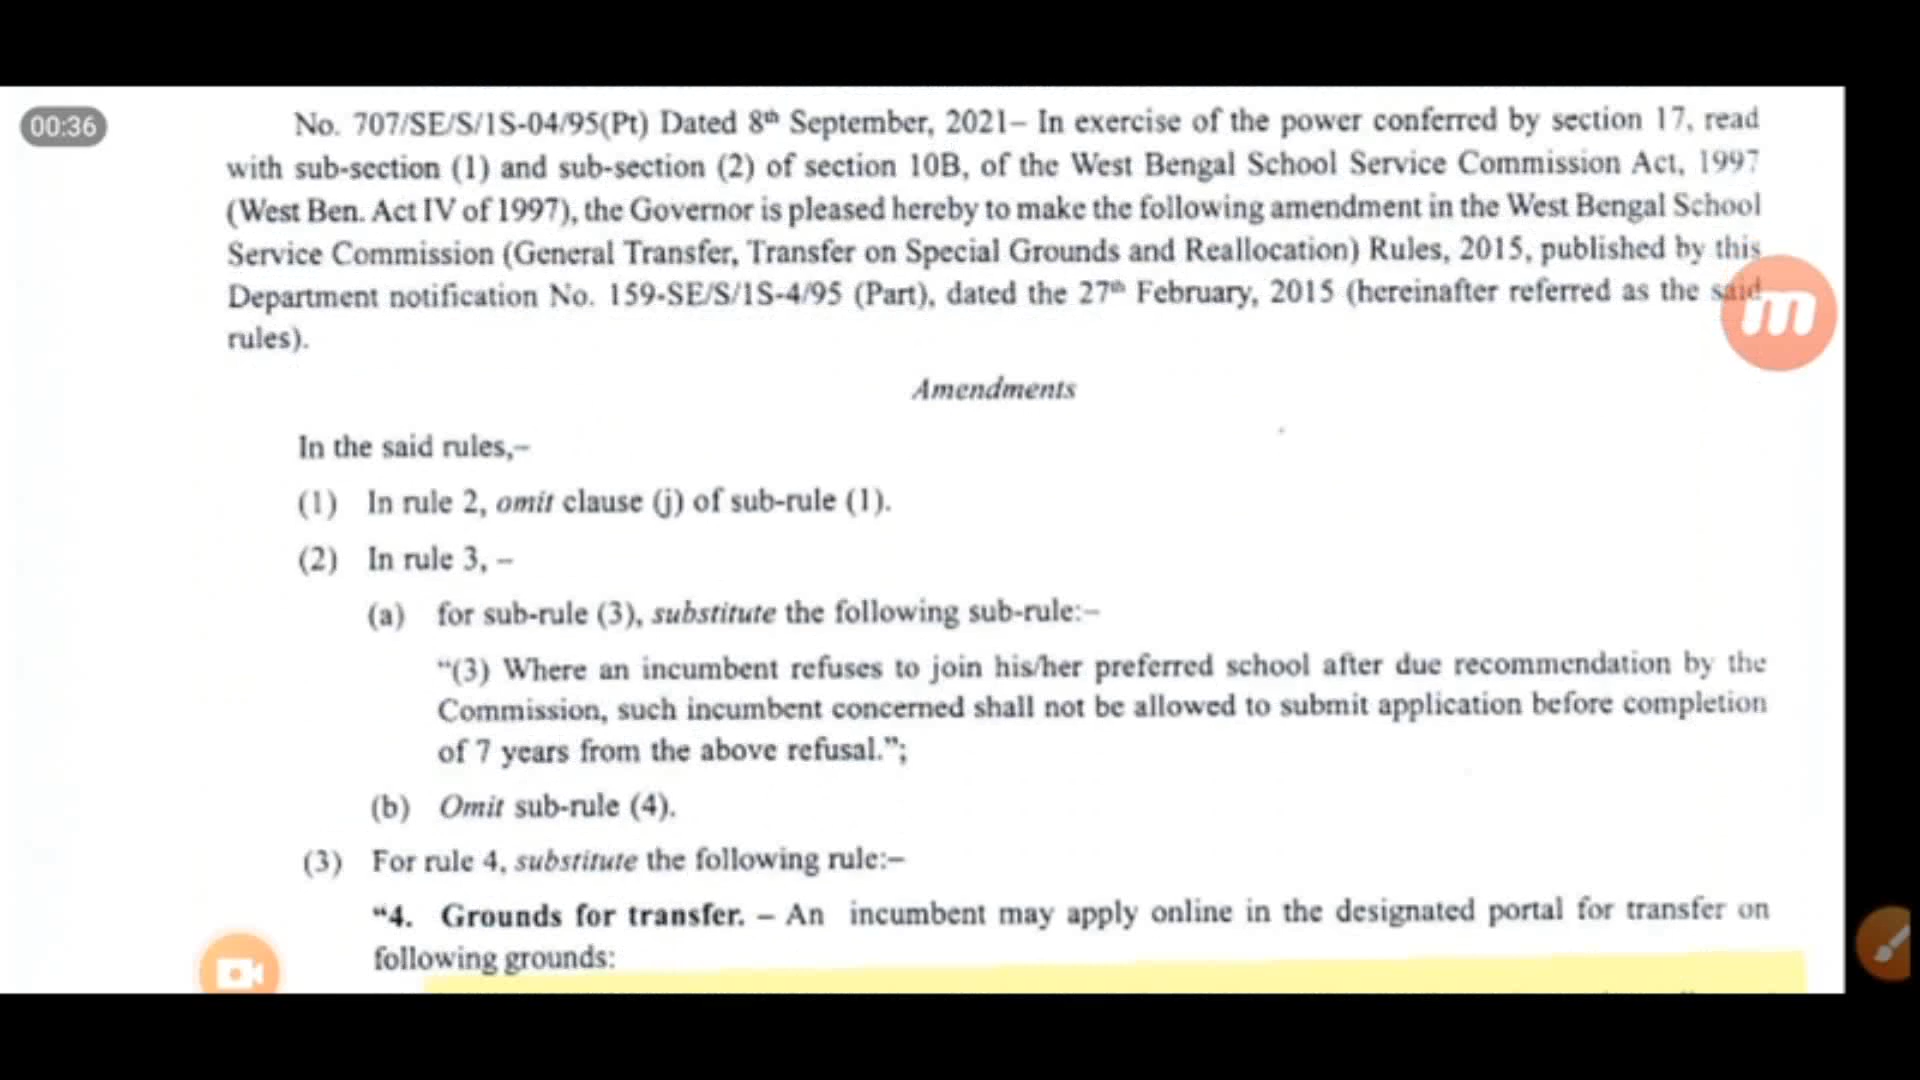 00:36
No. 707/SE/S/1S-04/95(Pt) Dated 8th September, 2021– In exercise of the power conferred by section 17, read
with sub-section (1) and sub-section (2) of section 10B, of the West Bengal School Service Commission Act, 1997
(West Ben. Act IV of 1997), the Governor is pleased hereby to make the following amendment in the West Bengal School
Service Commission (General Transfer, Transfer on Special Grounds and Reallocation) Rules, 2015, published by this
Department notification No. 159-SE/S/1S-4/95 (Part), dated the 27th February, 2015 (hereinafter referred as the said
rules).
Amendments
In the said rules,–
(1) In rule 2, omit clause (j) of sub-rule (1).
(2) In rule 3, –
(a) for sub-rule (3), substitute the following sub-rule:–
“(3) Where an incumbent refuses to join his/her preferred school after due recommendation by the
Commission, such incumbent concerned shall not be allowed to submit application before completion
of 7 years from the above refusal.”;
(b) Omit sub-rule (4).
(3) For rule 4, substitute the following rule:–
“4. Grounds for transfer. – An incumbent may apply online in the designated portal for transfer on
following grounds: